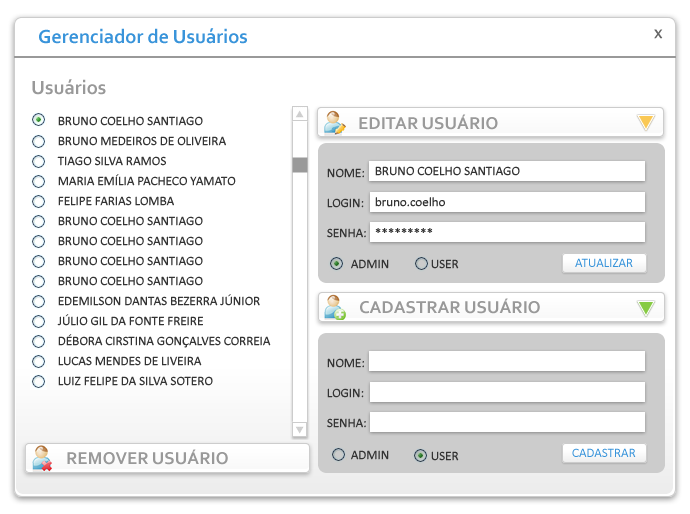 Gerenciador de Usuários
X
Usuários
BRUNO COELHO SANTIAGO
BRUNO MEDEIROS DE OLIVEIRA
TIAGO SILVA RAMOS
MARIA EMÍLIA PACHECO YAMATO
FELIPE FARIAS LOMBA
BRUNO COELHO SANTIAGO
BRUNO COELHO SANTIAGO
BRUNO COELHO SANTIAGO
BRUNO COELHO SANTIAGO
EDEMILSON DANTAS BEZERRA JÚNIOR
JÚLIO GIL DA FONTE FREIRE
DÉBORA CIRSTINA GONÇALVES CORREIA
LUCAS MENDES DE LIVEIRA
LUIZ FELIPE DA SILVA SOTERO
REMOVER USUÁRIO
EDITAR USUÁRIO
NOME: BRUNO COELHO SANTIAGO
LOGIN: bruno.coelho
SENHA: *********
ADMIN USER ATUALIZAR
CADASTRAR USUÁRIO
NOME:
LOGIN:
SENHA:
ADMIN USER CADASTRAR